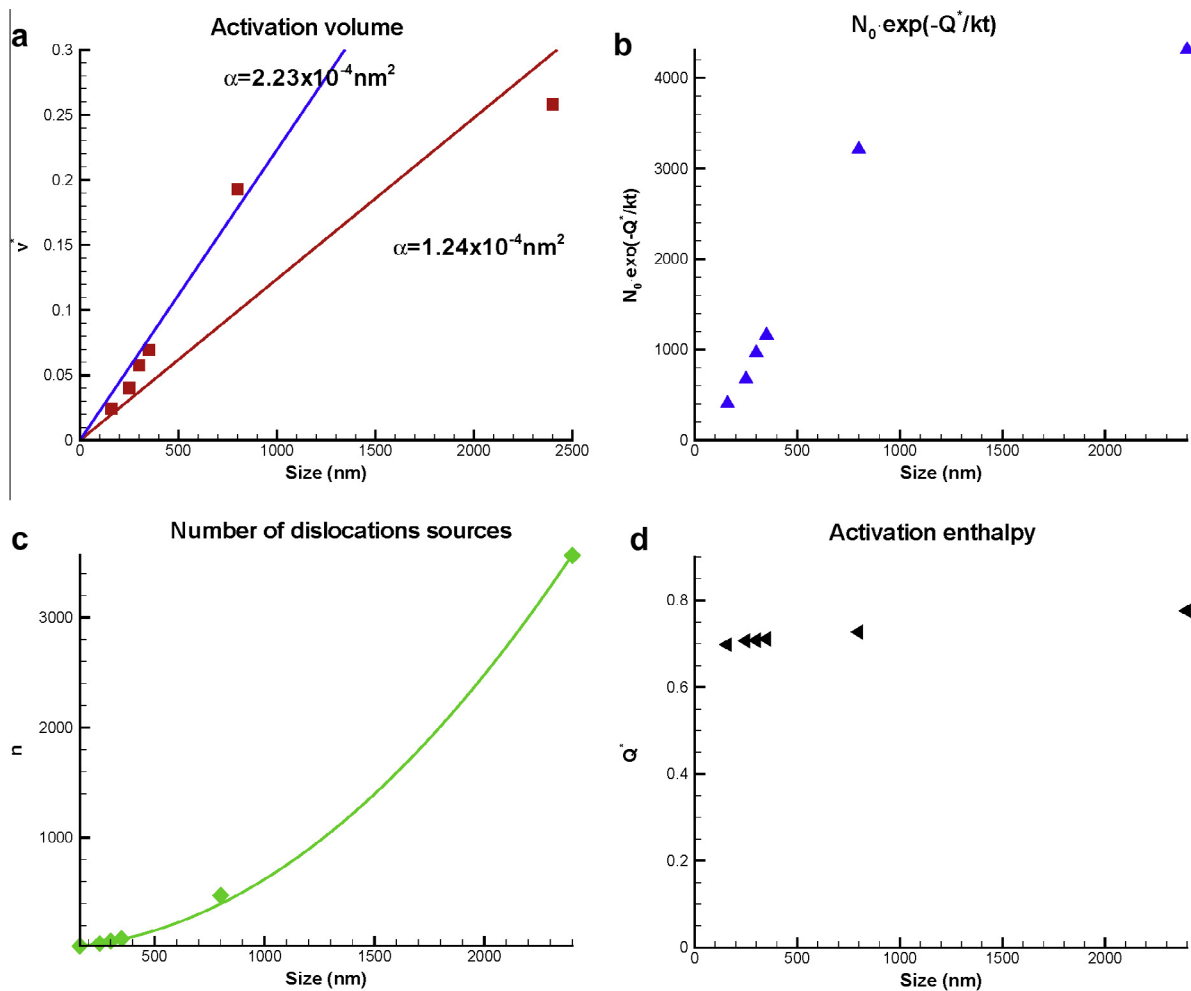 a
Activation volume
0.3
0.25
0.2
0.15
0.1
0.05
0
v*
α=2.23x10⁻⁴nm²
α=1.24x10⁻⁴nm²
0 500 1000 1500 2000 2500
Size (nm)
b
N₀·exp(-Q*/kt)
4000
3000
2000
1000
0
N₀·exp(-Q*/kt)
0 500 1000 1500 2000
Size (nm)
c
Number of dislocations sources
3000
2000
1000
n
500 1000 1500 2000
Size (nm)
d
Activation enthalpy
0.8
0.6
0.4
0.2
0
Q*
0 500 1000 1500 2000
Size (nm)